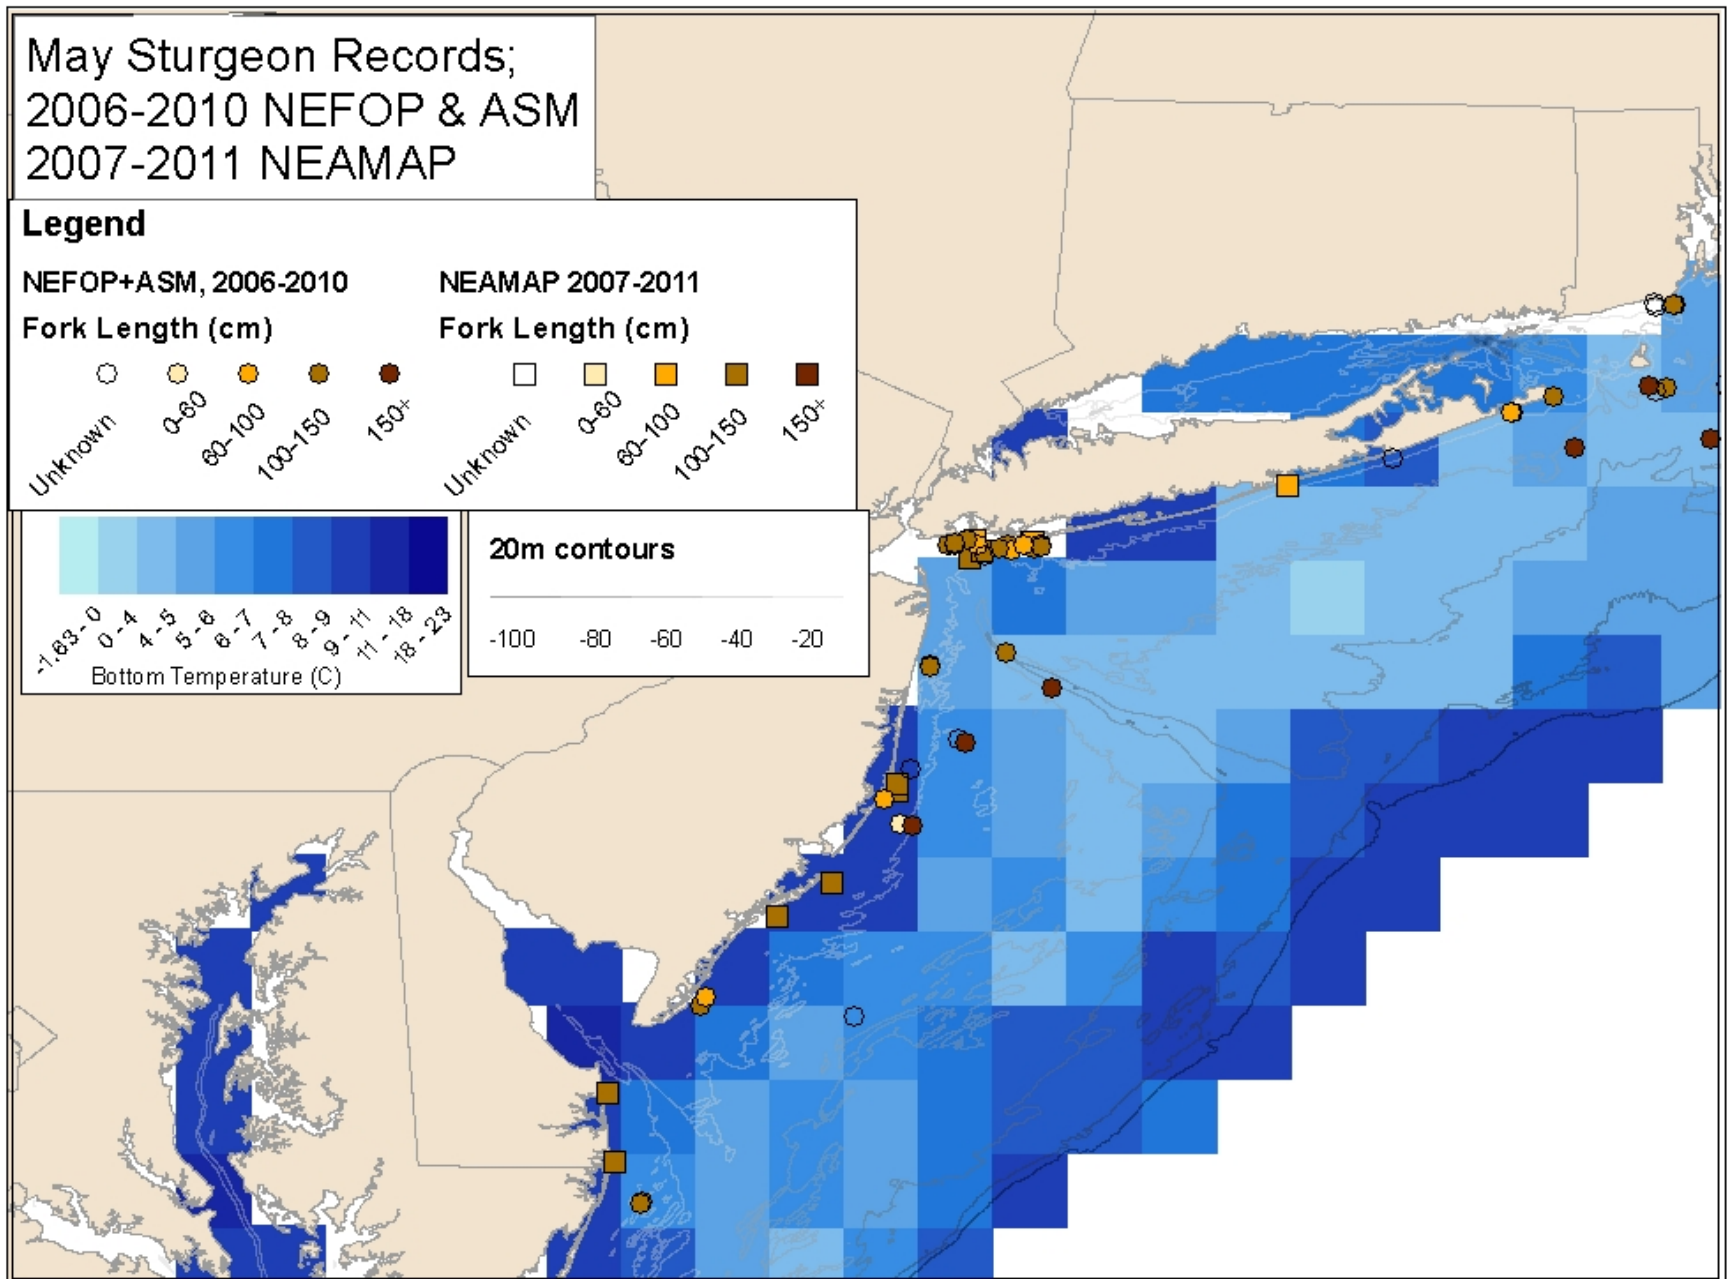 May Sturgeon Records;
2006-2010 NEFOP & ASM
2007-2011 NEAMAP
Legend
NEFOP+ASM, 2006-2010
Fork Length (cm)
Unknown 0-60 60-100 100-150 150+
NEAMAP 2007-2011
Fork Length (cm)
Unknown 0-60 60-100 100-150 150+
-1.63 - 0 0 - 4 4 - 5 5 - 6 6 - 7 7 - 8 8 - 9 9 - 11 11 - 18 18 - 23
Bottom Temperature (C)
20m contours
-100 -80 -60 -40 -20